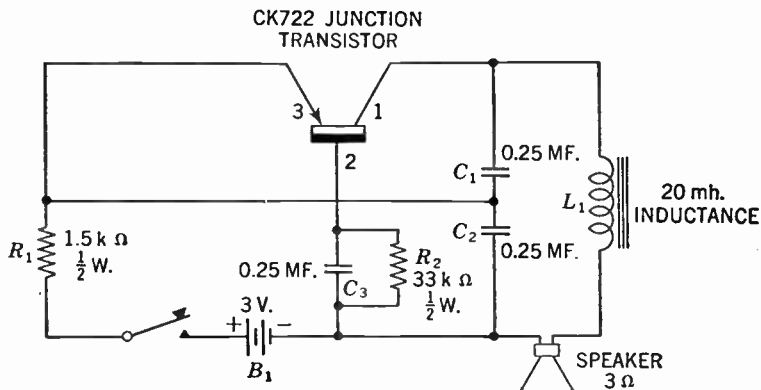 CK722 JUNCTION
TRANSISTOR
3
1
2
C1
0.25 MF.
L1
20 mh.
INDUCTANCE
C2
0.25 MF.
R1
1.5 k Ω
1/2 W.
0.25 MF.
C3
R2
33 k Ω
1/2 W.
3 V.
+
−
B1
SPEAKER
3 Ω